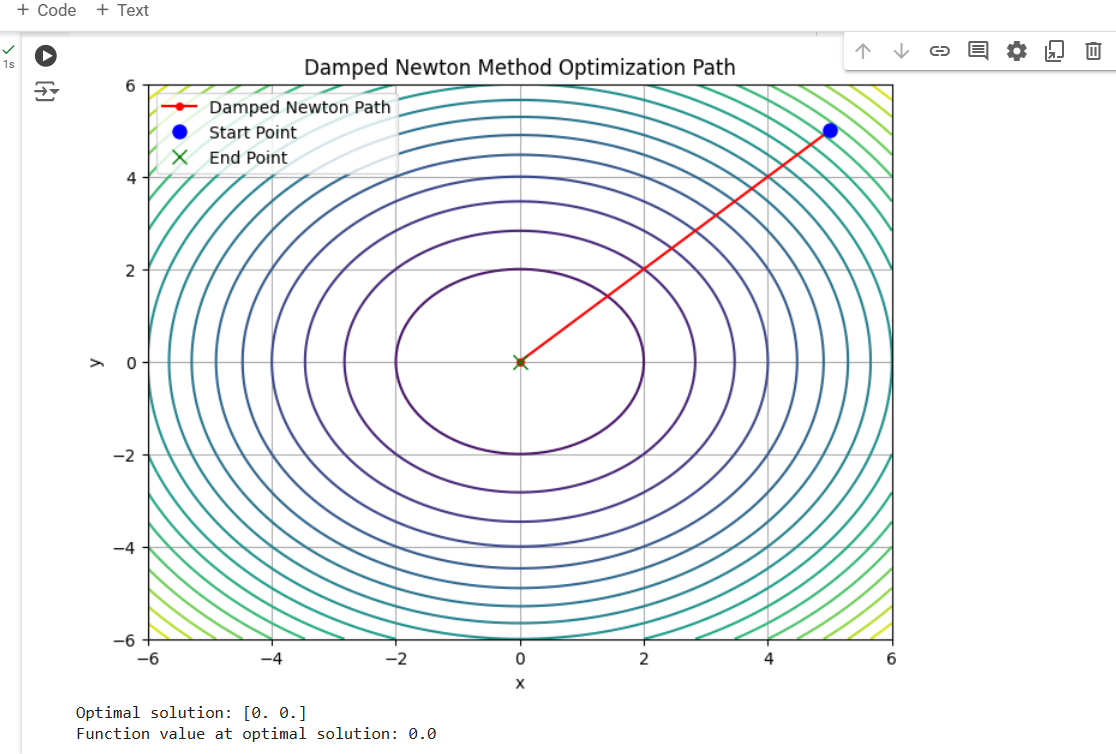 + Code + Text
1s
Damped Newton Method Optimization Path
Damped Newton Path
Start Point
End Point
6
4
2
0
−2
−4
−6
y
−6 −4 −2 0 2 4 6
x
Optimal solution: [0. 0.]
Function value at optimal solution: 0.0